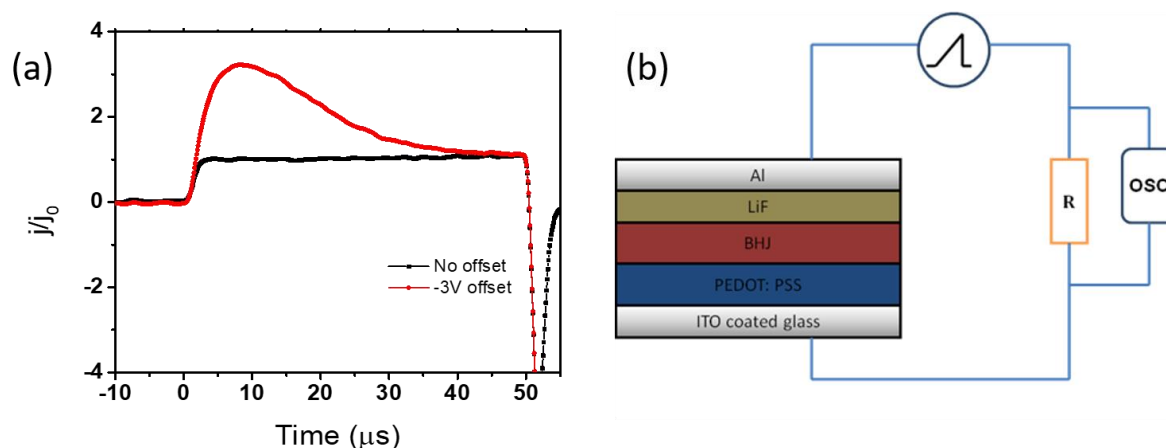 (a)
j/j0
4
2
0
-2
-4
No offset
-3V offset
-10
0
10
20
30
40
50
Time (μs)
(b)
Al
LiF
BHJ
PEDOT: PSS
ITO coated glass
R
OSC